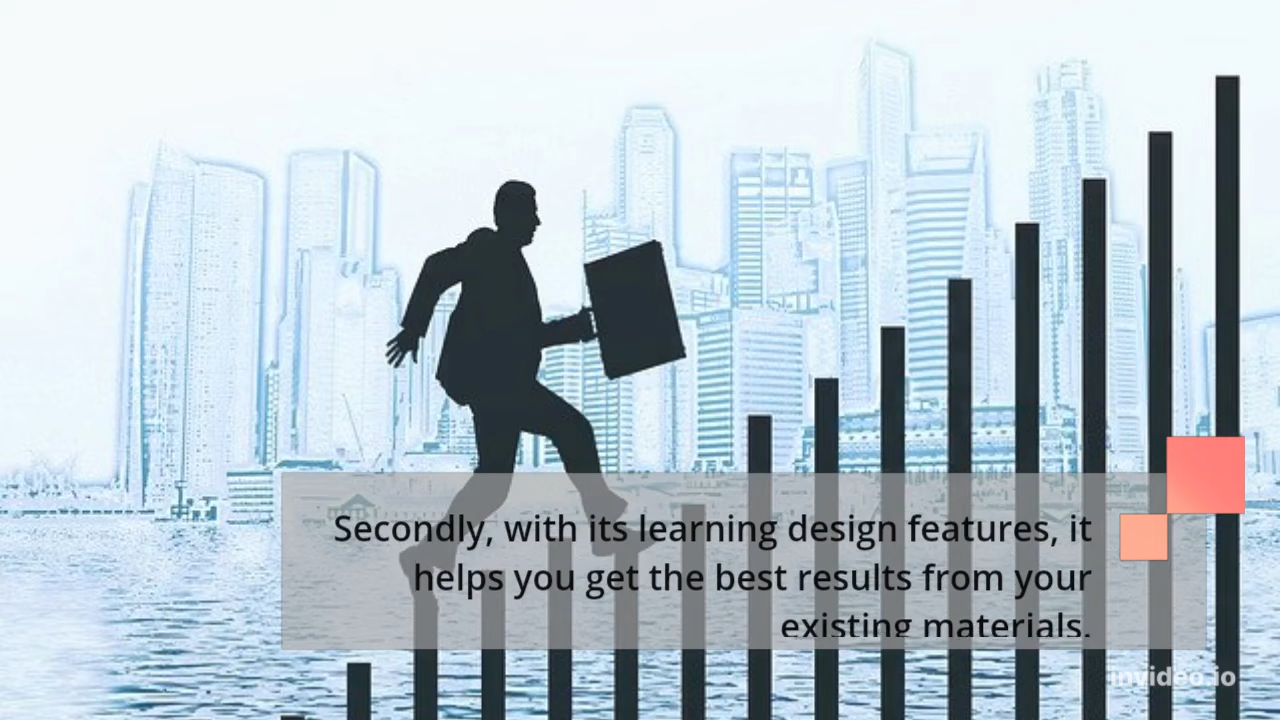 Secondly, with its learning design features, it
helps you get the best results from your
existing materials.
invideo.io